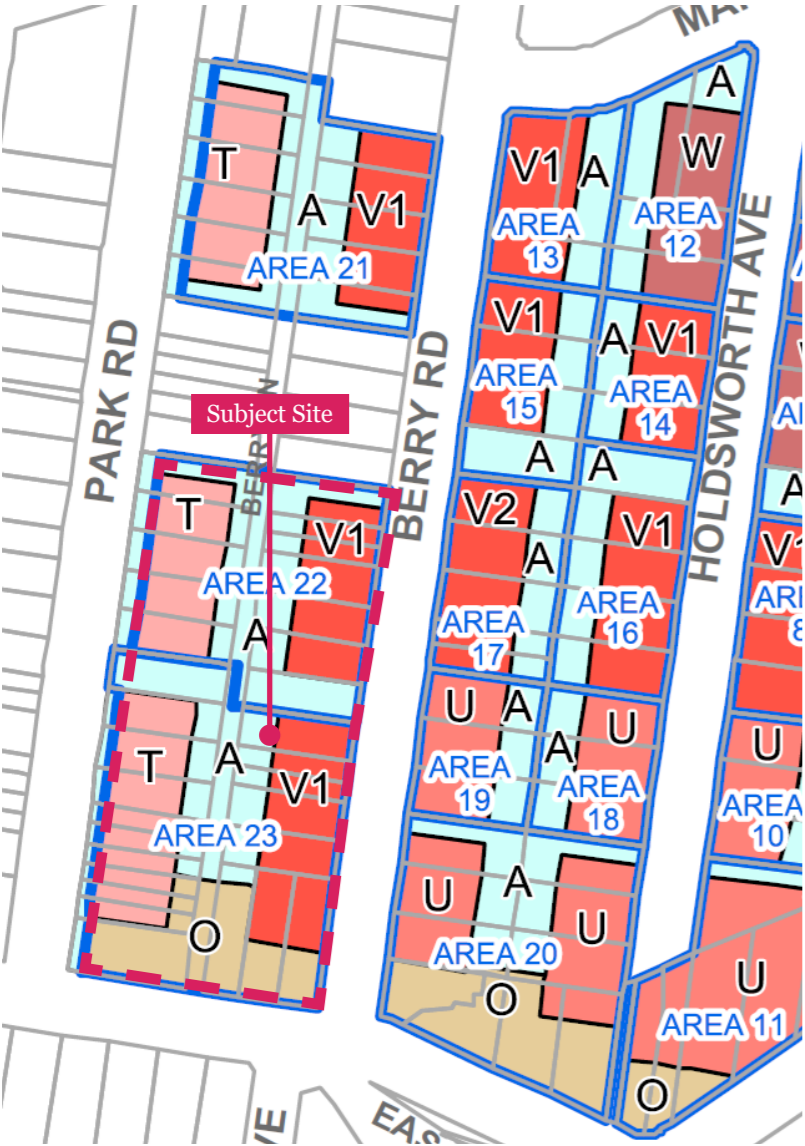 A
W
V1
A
AREA
12
AREA
13
T
A
V1
AREA 21
HOLDSWORTH AVE
PARK RD
BERRY RD
V1
A
V1
AREA
14
AREA
15
Subject Site
A
A
A
T
V1
AREA 22
A
V2
A
V1
AREA
16
AREA
17
V1
T
A
V1
AREA 23
O
U
A
A
U
AREA
19
AREA
18
U
AREA
10
U
A
U
AREA 20
O
U
AREA 11
O